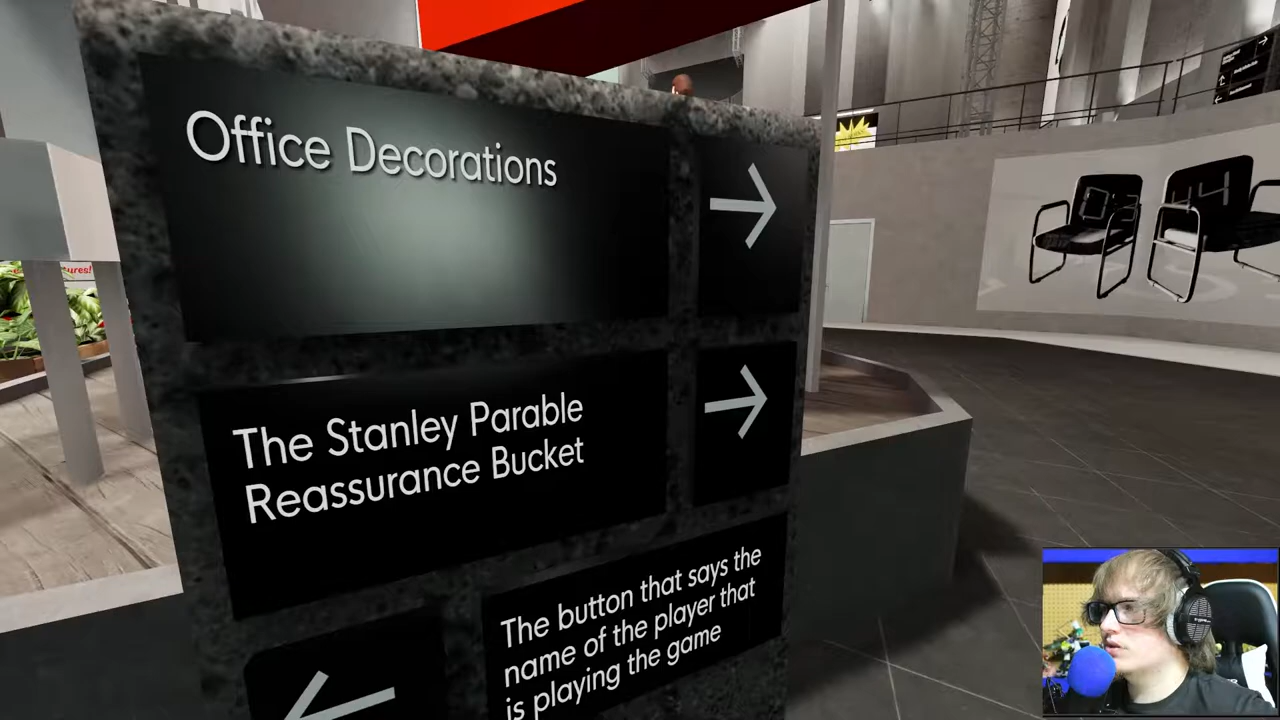 Office Decorations
The Stanley Parable
Reassurance Bucket
The button that says the
name of the player that
is playing the game
tures!